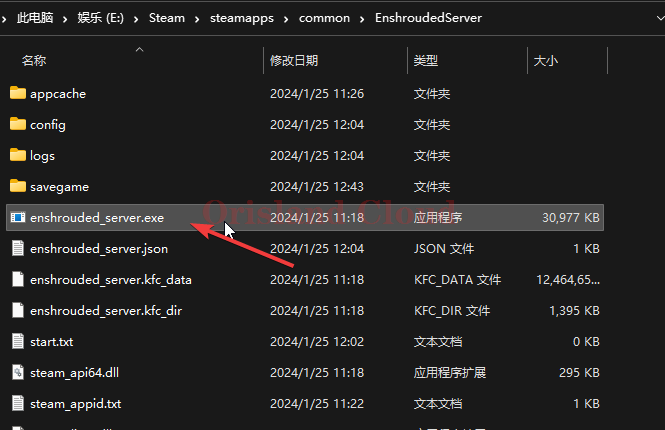 此电脑 > 娱乐 (E:) > Steam > steamapps > common > EnshroudedServer
名称 修改日期 类型 大小
appcache 2024/1/25 11:26 文件夹
config 2024/1/25 12:04 文件夹
logs 2024/1/25 12:04 文件夹
savegame 2024/1/25 12:43 文件夹
Orisland Cloud
enshrouded_server.exe 2024/1/25 11:18 应用程序 30,977 KB
enshrouded_server.json 2024/1/25 12:04 JSON 文件 1 KB
enshrouded_server.kfc_data 2024/1/25 11:18 KFC_DATA 文件 12,464,65...
enshrouded_server.kfc_dir 2024/1/25 11:18 KFC_DIR 文件 1,395 KB
start.txt 2024/1/25 12:02 文本文档 0 KB
steam_api64.dll 2024/1/25 11:18 应用程序扩展 295 KB
steam_appid.txt 2024/1/25 11:22 文本文档 1 KB